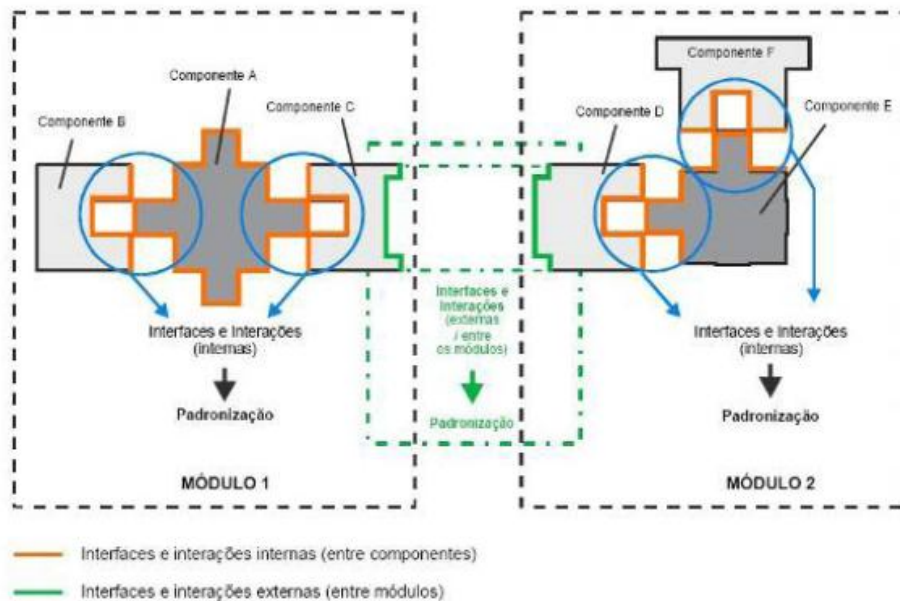 Componente A
Componente B
Componente C
Interfaces e Interações
(internas)
Padronização
MÓDULO 1
Interfaces e
Interações
(externas
/ entre
os módulos)
Padronização
Componente F
Componente D
Componente E
Interfaces e Interações
(internas)
Padronização
MÓDULO 2
Interfaces e interações internas (entre componentes)
Interfaces e interações externas (entre módulos)